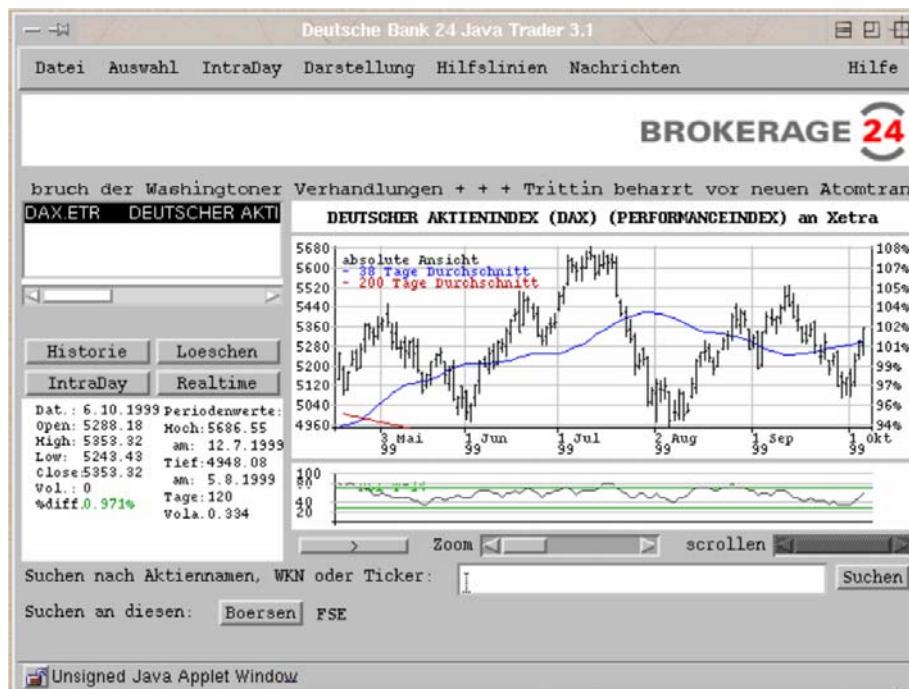 Deutsche Bank 24 Java Trader 3.1
Datei Auswahl IntraDay Darstellung Hilfslinien Nachrichten Hilfe
BROKERAGE 24
bruch der Washingtoner Verhandlungen + + + Trittin beharrt vor neuen Atomtran
DAX.ETR DEUTSCHER AKTI
DEUTSCHER AKTIENINDEX (DAX) (PERFORMANCEINDEX) an Xetra
absolute Ansicht
- 38 Tage Durchschnitt
- 200 Tage Durchschnitt
5680
5600
5520
5440
5360
5280
5200
5120
5040
4960
108%
107%
105%
104%
102%
101%
99%
97%
96%
94%
3 Mai 99
1 Jun 99
1 Jul 99
2 Aug 99
1 Sep 99
1 Okt 99
Historie Loeschen
IntraDay Realtime
Dat.: 6.10.1999
Open: 5288.18
High: 5353.32
Low: 5243.43
Close:5353.32
Vol.: 0
%diff.0.971%
Periodenwerte:
Hoch:5686.55
am: 12.7.1999
Tief:4948.08
am: 5.8.1999
Tage:120
Vola.0.334
100
80
40
20
> Zoom scrollen
Suchen nach Aktiennamen, WKN oder Ticker: Suchen
Suchen an diesen: Boersen FSE
Unsigned Java Applet Window